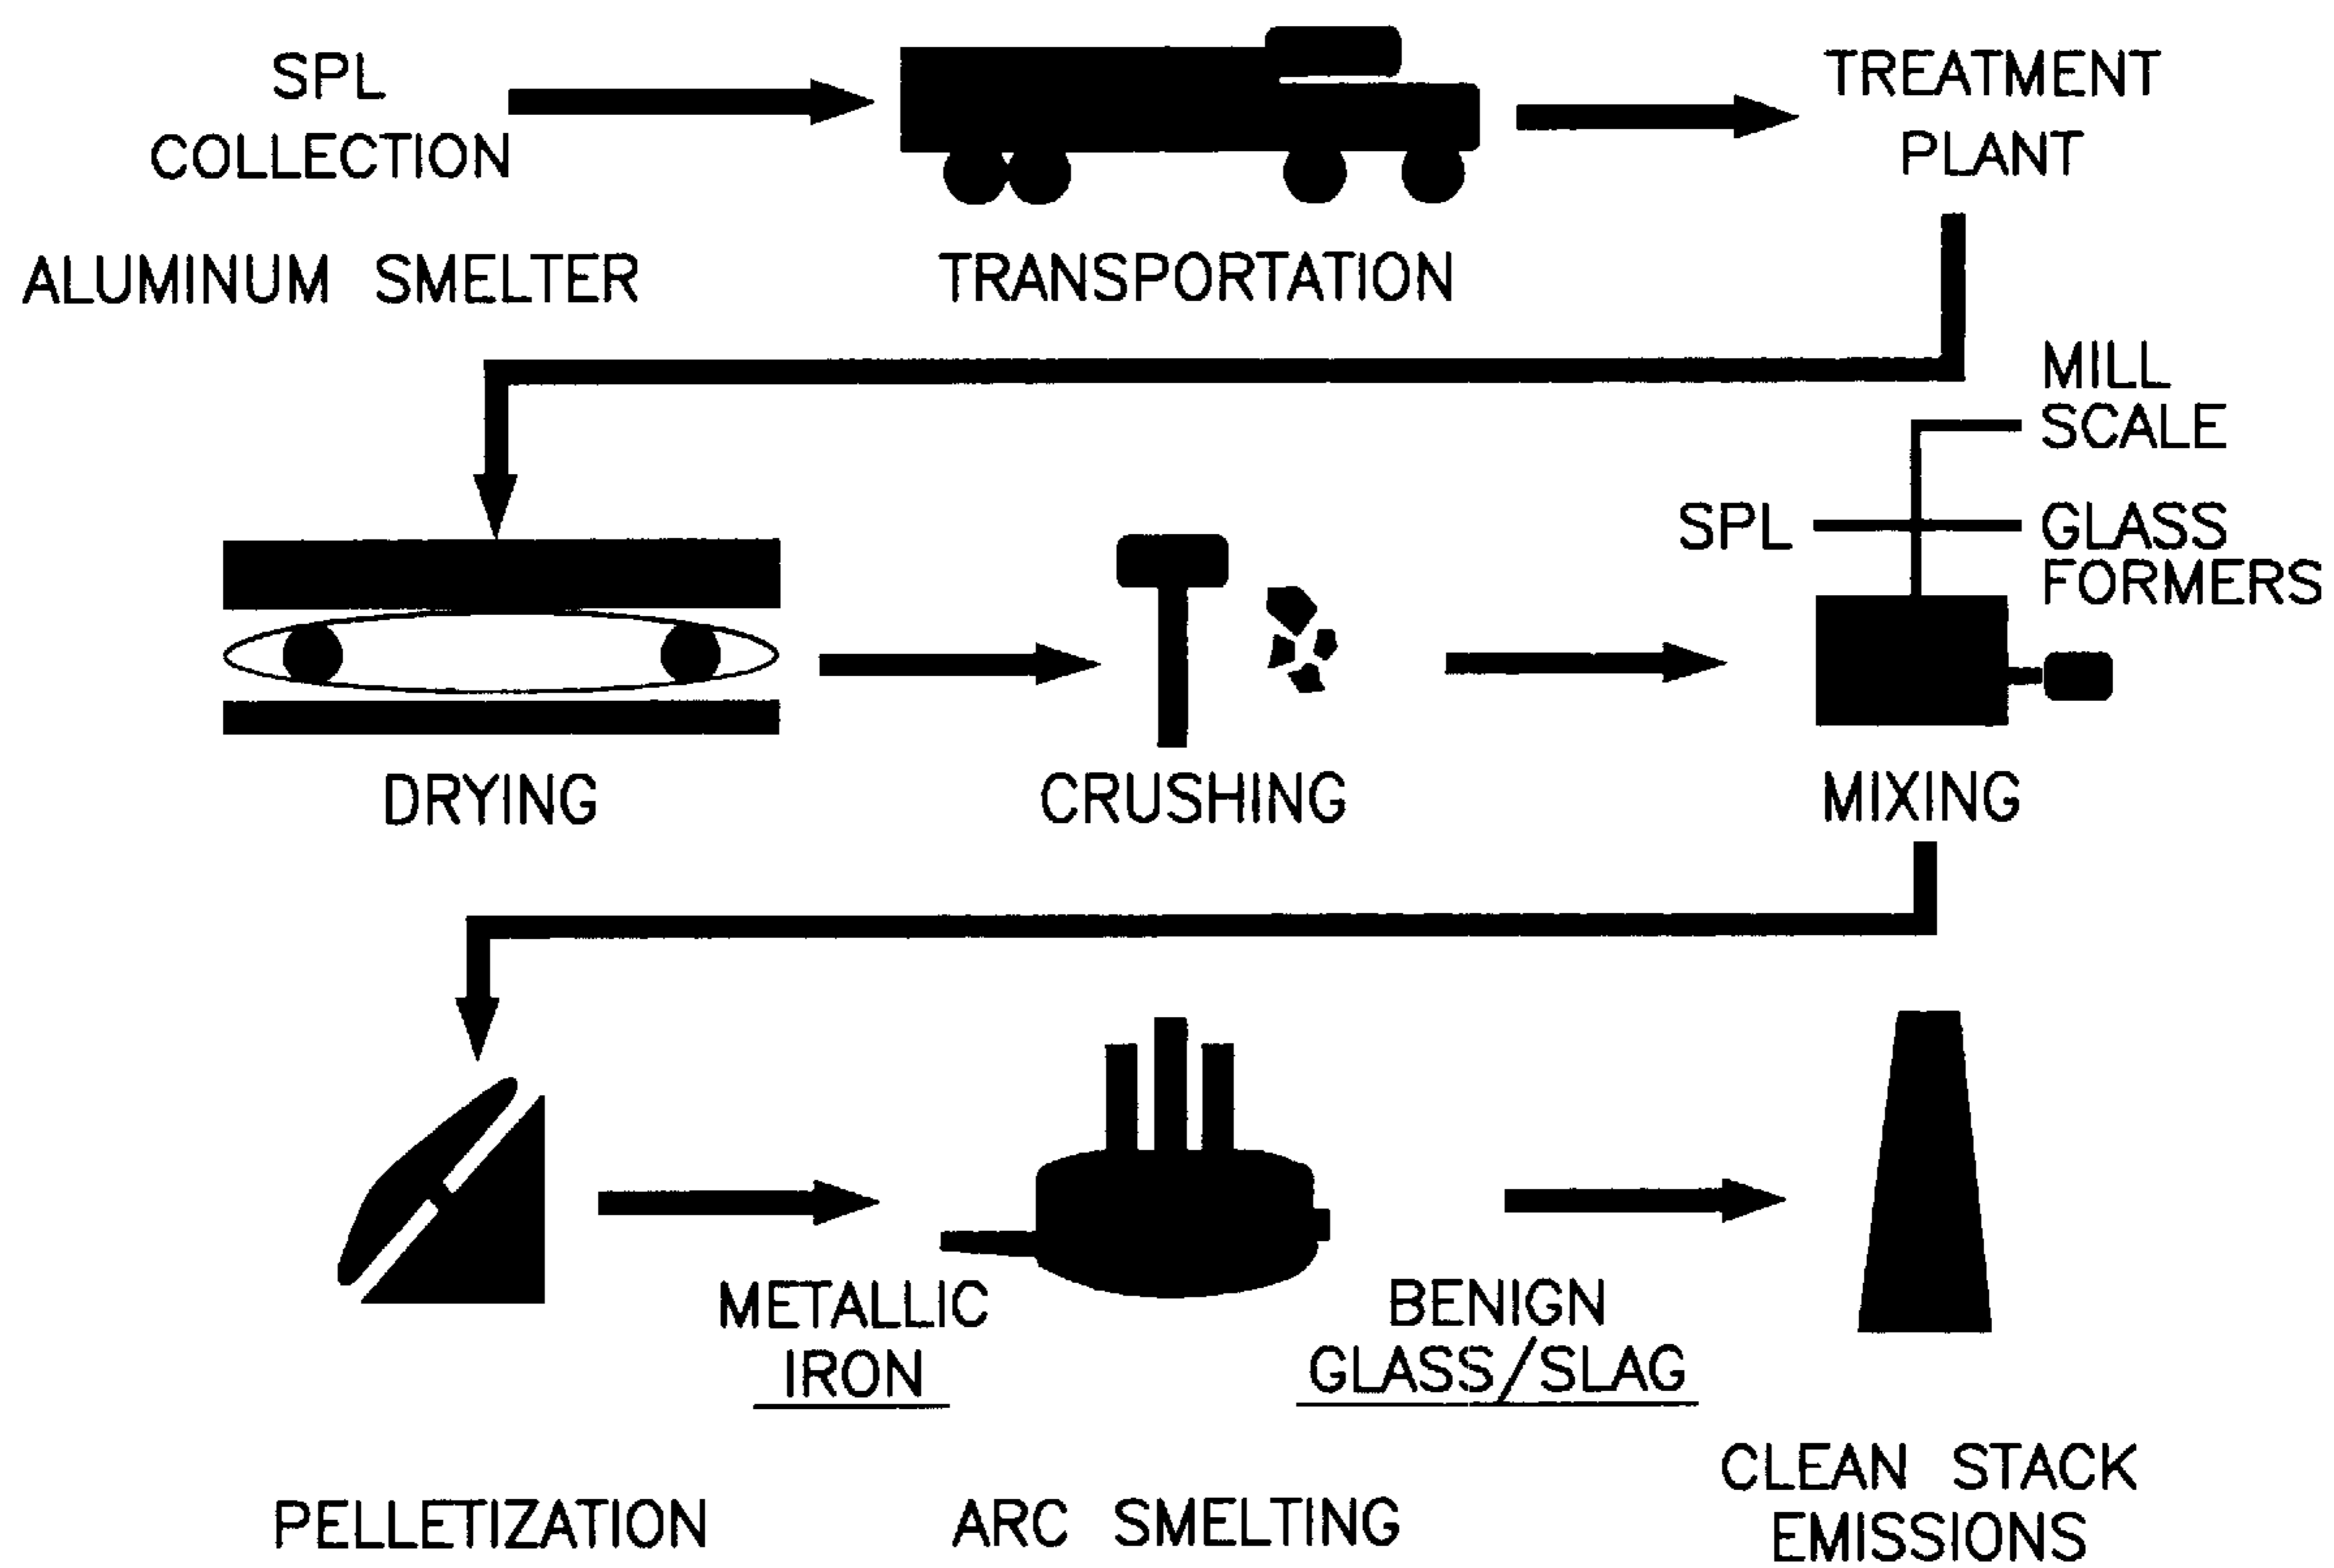 SPL
COLLECTION
TREATMENT
PLANT
ALUMINUM SMELTER
TRANSPORTATION
MILL
SCALE
SPL
GLASS
FORMERS
DRYING
CRUSHING
MIXING
METALLIC
IRON
BENIGN
GLASS/SLAG
PELLETIZATION
ARC SMELTING
CLEAN STACK
EMISSIONS